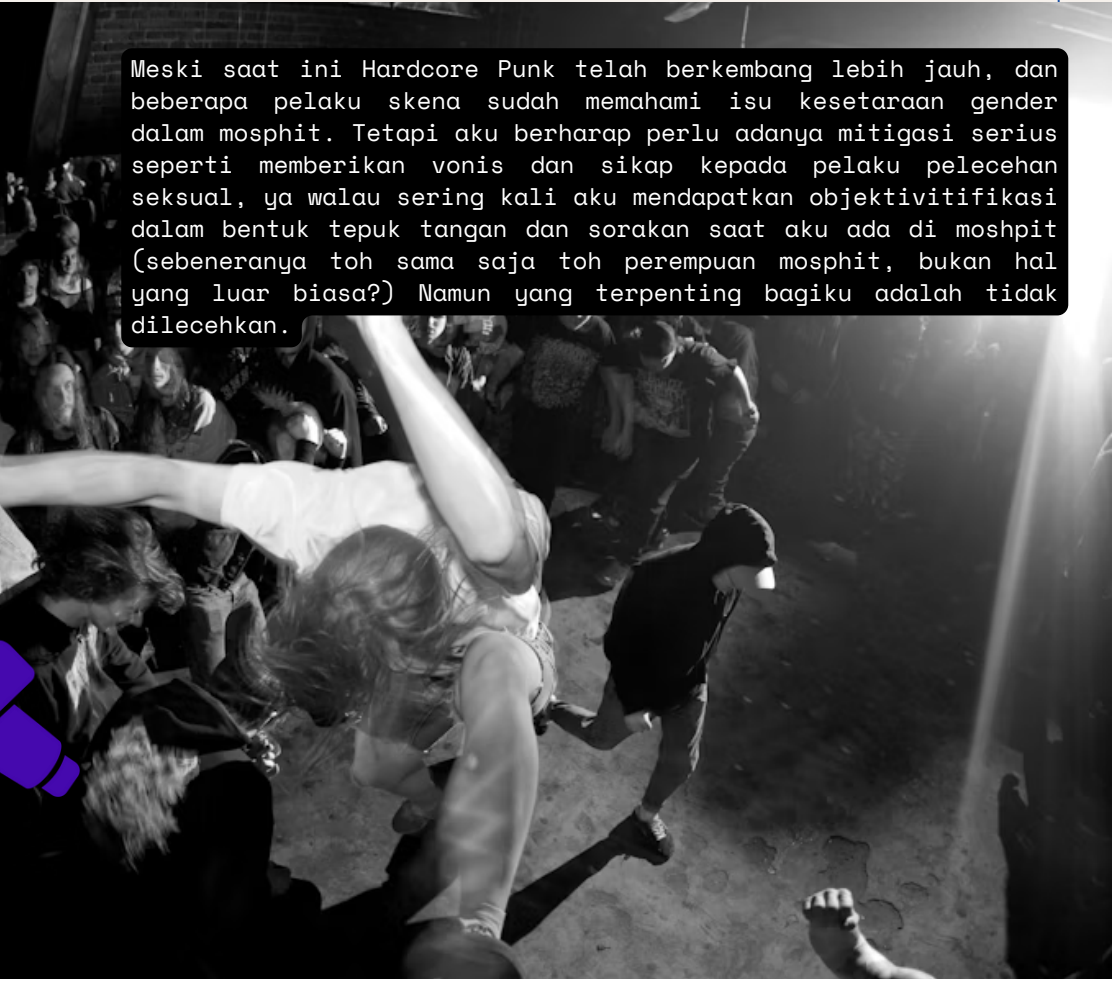 Meski saat ini Hardcore Punk telah berkembang lebih jauh, dan
beberapa pelaku skena sudah memahami isu kesetaraan gender
dalam mosphit. Tetapi aku berharap perlu adanya mitigasi serius
seperti memberikan vonis dan sikap kepada pelaku pelecehan
seksual, ya walau sering kali aku mendapatkan objektivitifikasi
dalam bentuk tepuk tangan dan sorakan saat aku ada di moshpit
(sebeneranya toh sama saja toh perempuan mosphit, bukan hal
yang luar biasa?) Namun yang terpenting bagiku adalah tidak
dilecehkan.